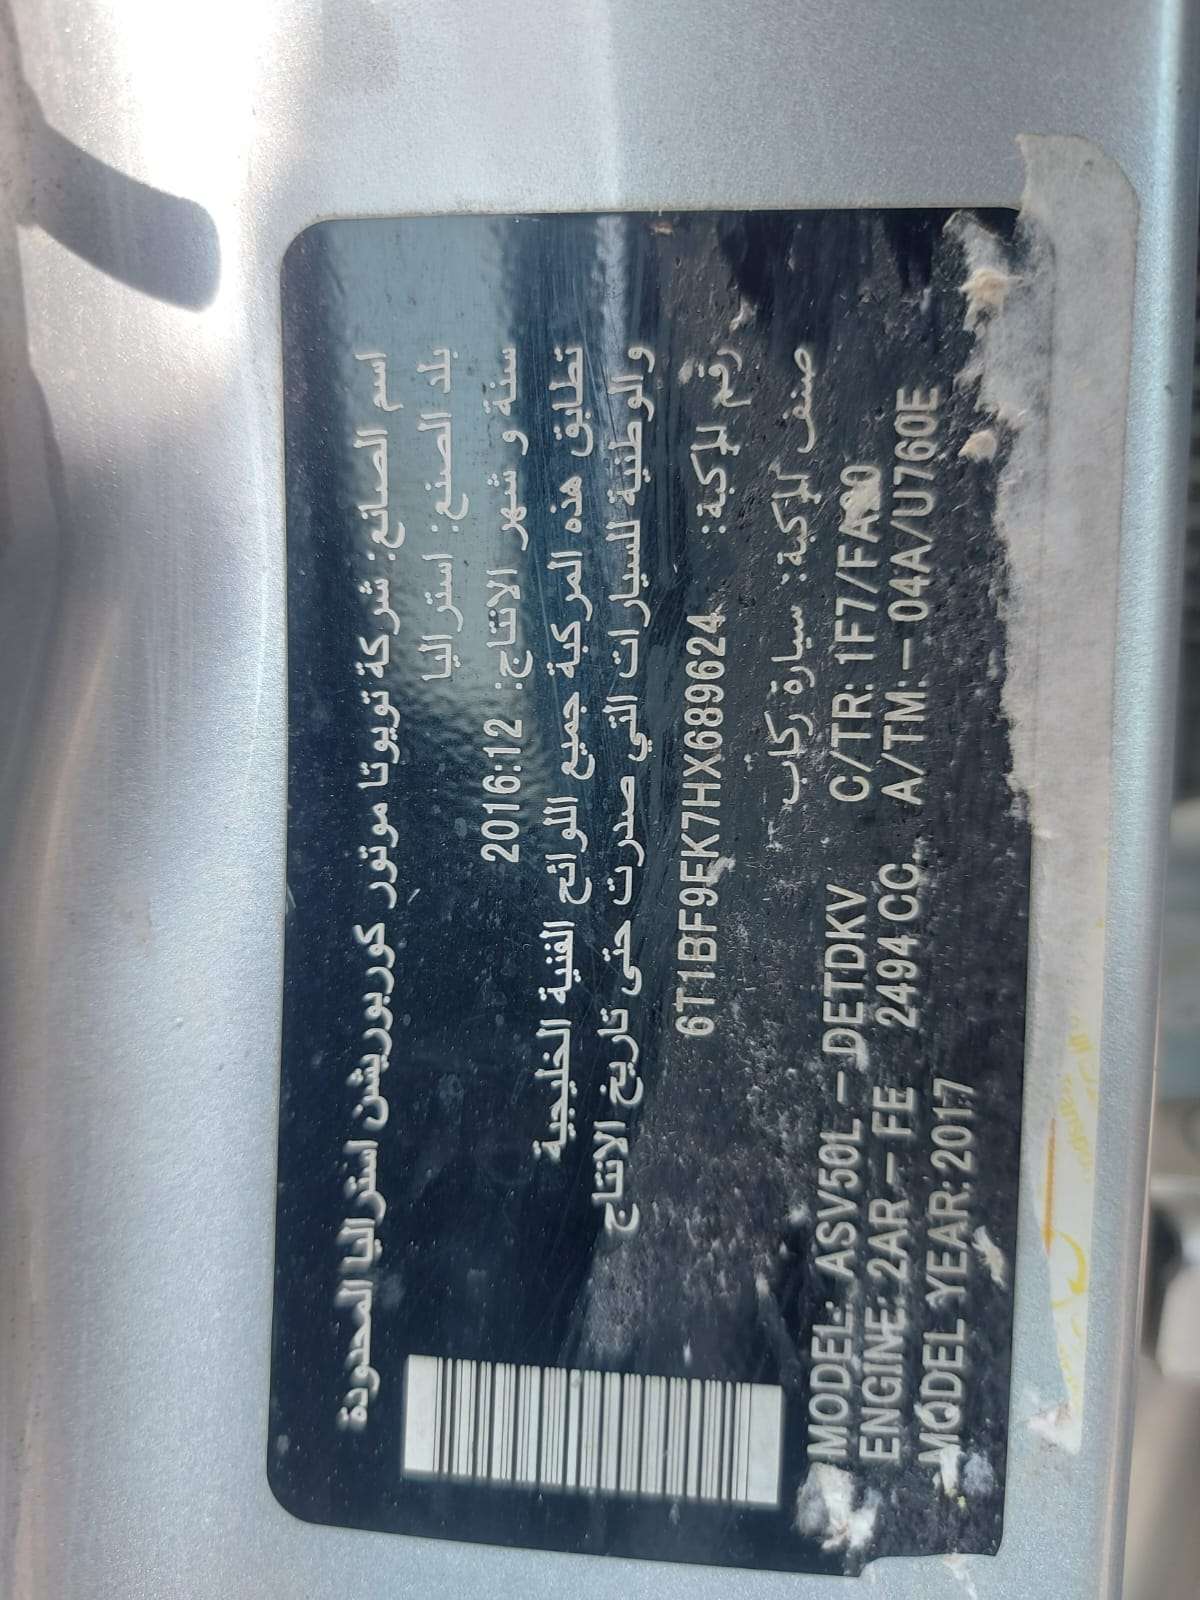 اسم الصانع: شركة تويوتا موتور كوربوريشن استراليا المحدودة
بلد الصنع: استراليا
سنة و شهر الانتاج: 2016:12
تطابق هذه المركبة جميع اللوائح الفنية الخليجية
والوطنية للسيارات التي صدرت حتى تاريخ الانتاج
رقم المركبة: 6T1BF9FK7HX689624
صنف المركبة: سيارة ركاب
MODEL: ASV50L-DETDKV C/TR: 1F7/FA20
ENGINE: 2AR-FE 2494 CC. A/TM: -04A/U760E
MODEL YEAR:2017